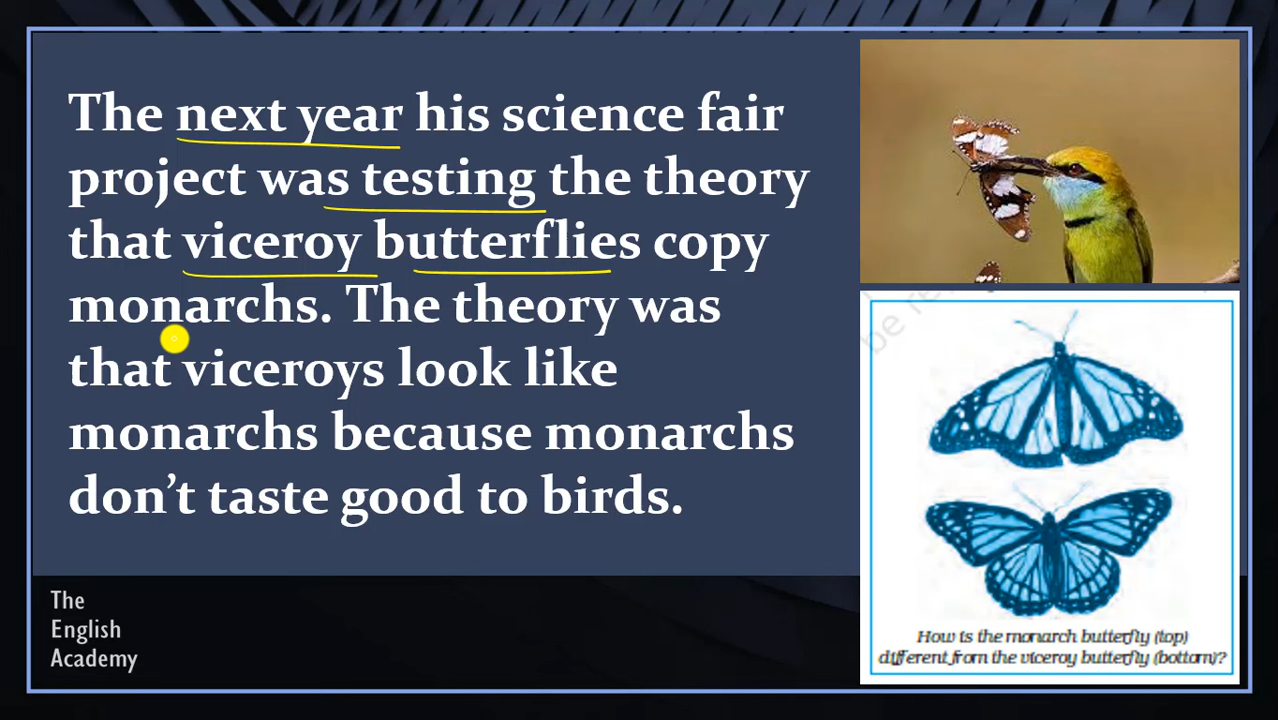 The next year his science fair
project was testing the theory
that viceroy butterflies copy
monarchs. The theory was
that viceroys look like
monarchs because monarchs
don't taste good to birds.
The
English
Academy
be re
How is the monarch butterfly (top)
different from the viceroy butterfly (bottom)?